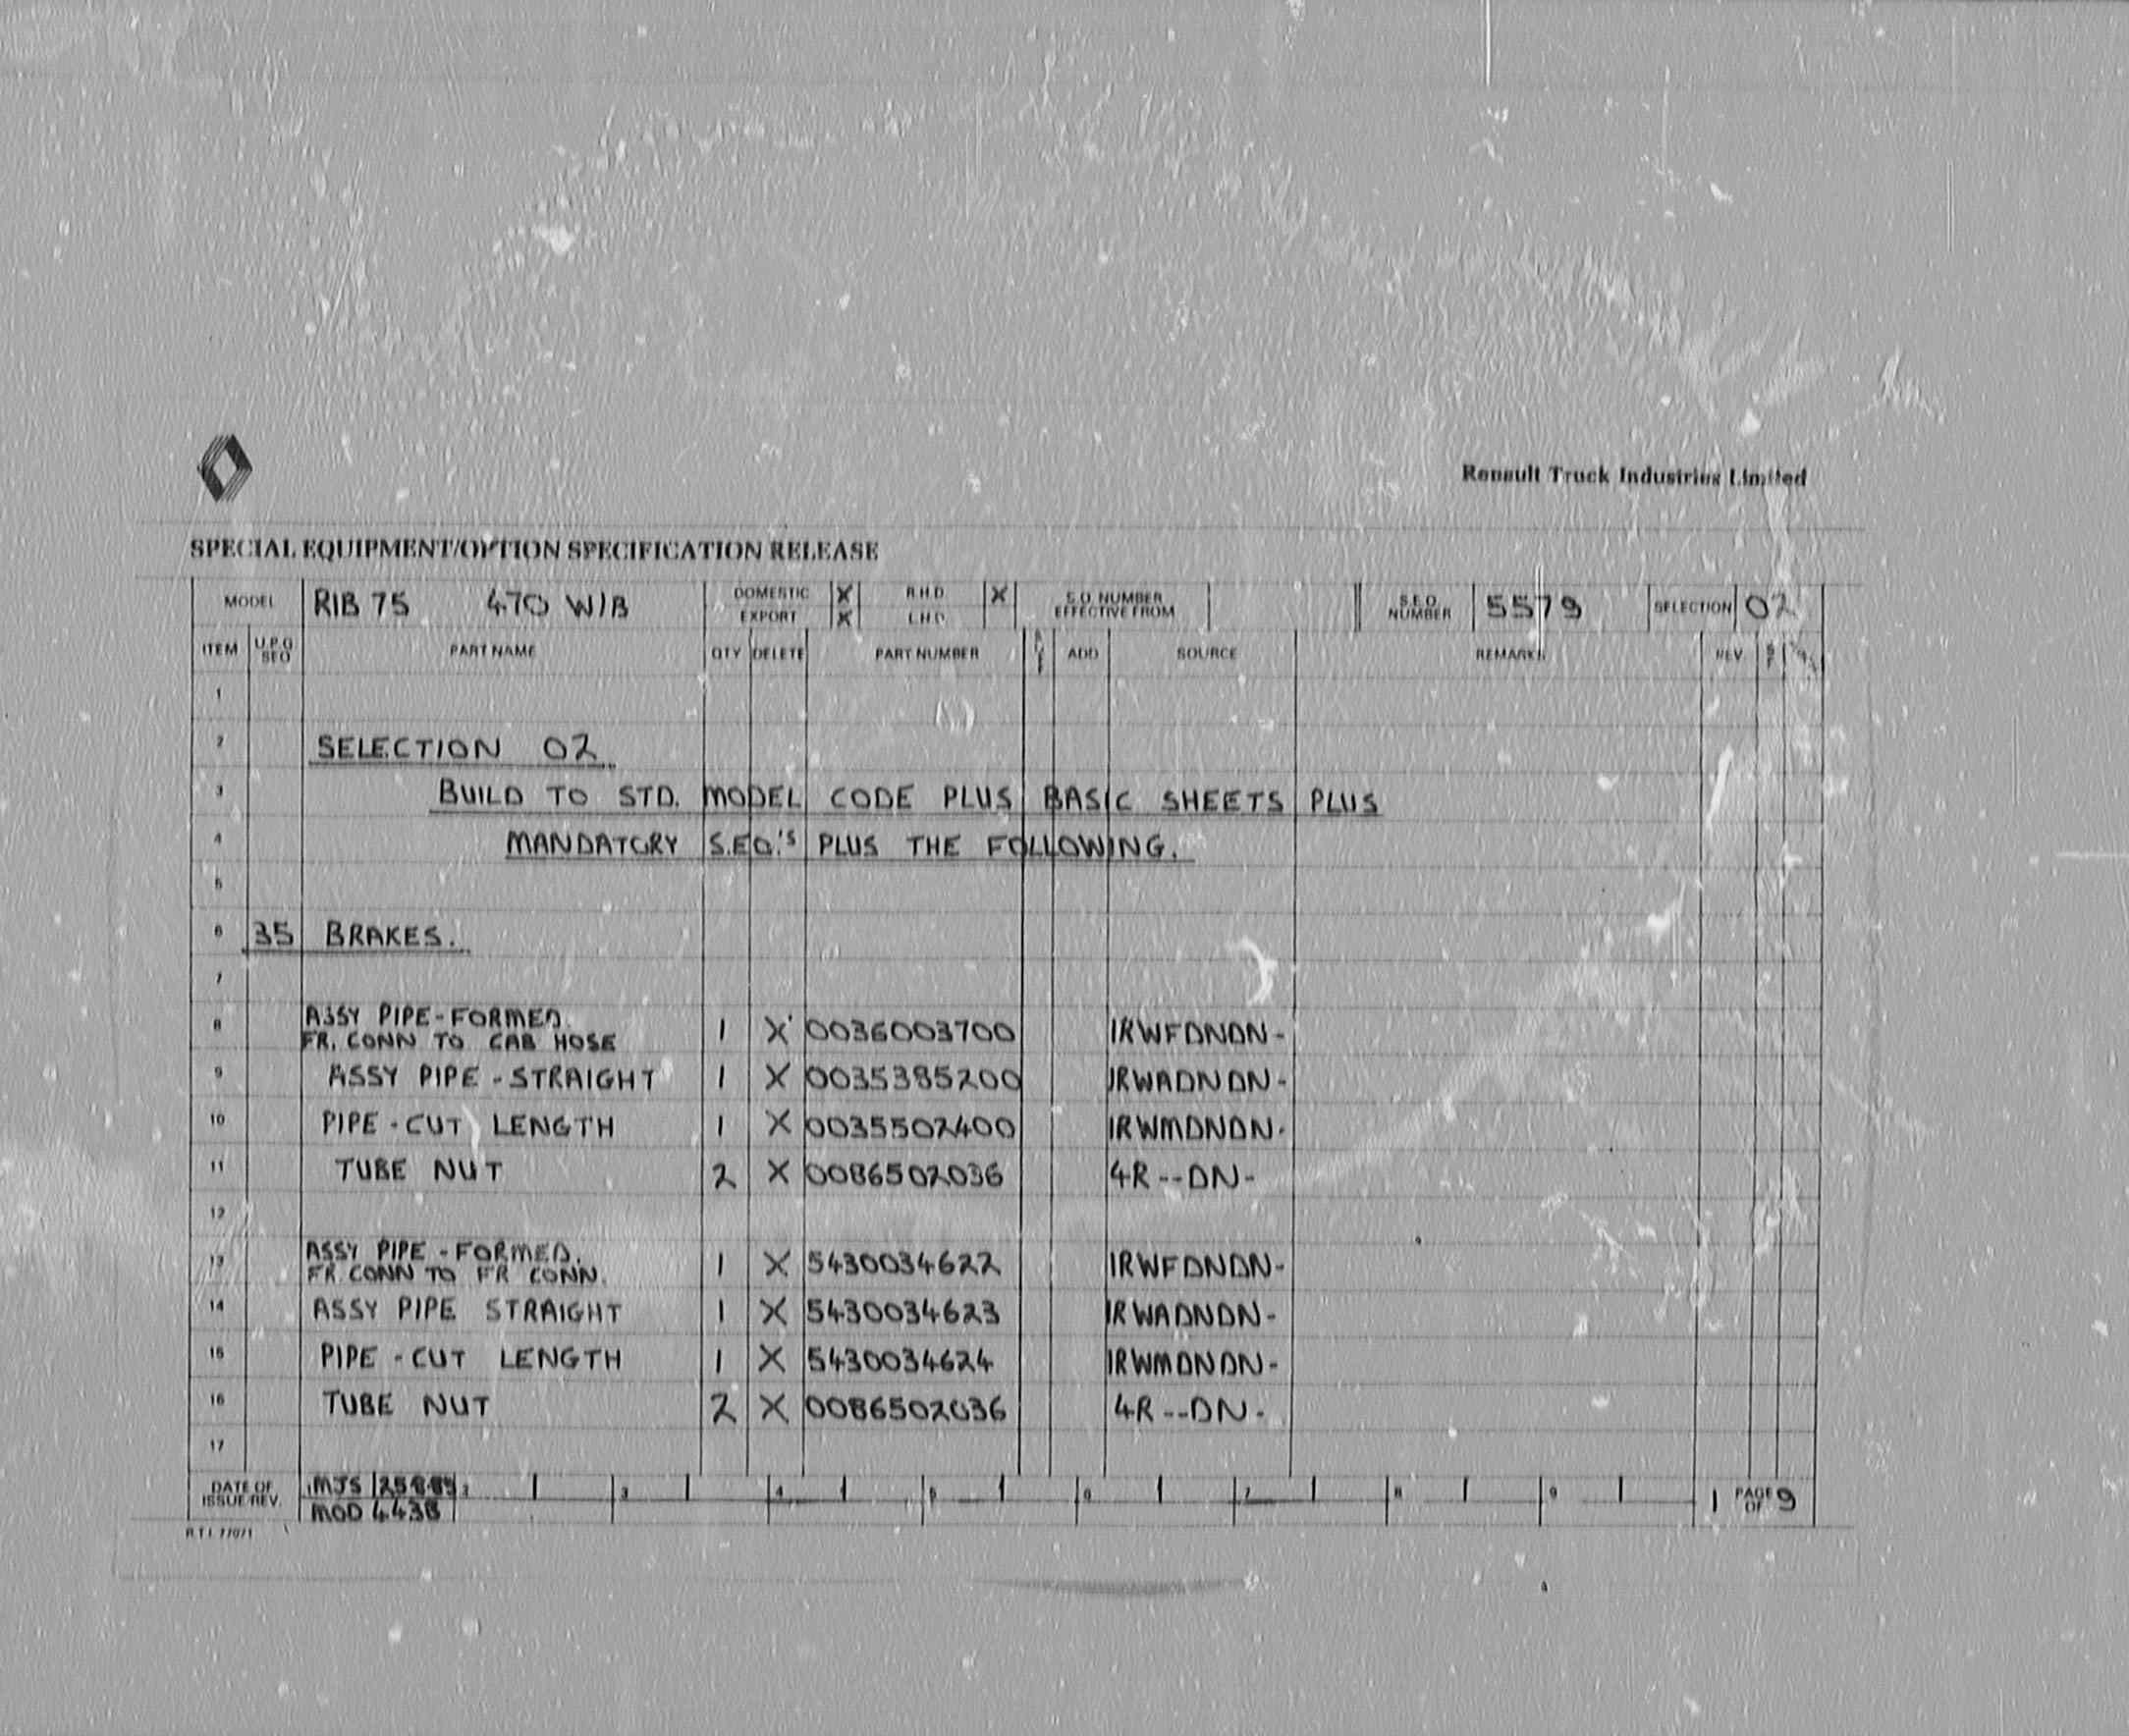 Renault Truck Industries Limited
SPECIAL EQUIPMENT/OPTION SPECIFICATION RELEASE
MODEL RIB 75 470 W/B DOMESTIC X R.H.D. X S.O. NUMBER EFFECTIVE FROM S.E.O. NUMBER 5579 SELECTION 02
EXPORT X L.H.D.
ITEM U.P.G SEQ PART NAME QTY DELETE PART NUMBER ADD SOURCE REMARKS REV.
1
2 SELECTION 02
3 BUILD TO STD. MODEL CODE PLUS BASIC SHEETS PLUS
4 MANDATORY S.E.O.'S PLUS THE FOLLOWING.
5
6 35 BRAKES.
7
8 ASSY PIPE-FORMED. FR. CONN TO CAB HOSE 1 X 0036003700 1RWFDNDN-
9 ASSY PIPE-STRAIGHT 1 X 0035385200 1RWADNDN-
10 PIPE-CUT LENGTH 1 X 0035502400 1RWMDNDN-
11 TUBE NUT 2 X 0086502036 4R--DN-
12
13 ASSY PIPE-FORMED. FR CONN TO FR CONN. 1 X 5430034622 1RWFDNDN-
14 ASSY PIPE STRAIGHT 1 X 5430034623 1RWADNDN-
15 PIPE-CUT LENGTH 1 X 5430034624 1RWMDNDN-
16 TUBE NUT 2 X 0086502036 4R--DN-
17
DATE OF ISSUE/REV. MJS 2 3 4 5 6 7 8 9 1 PAGE OF 9
MOD 4438
R.T.I. 77071